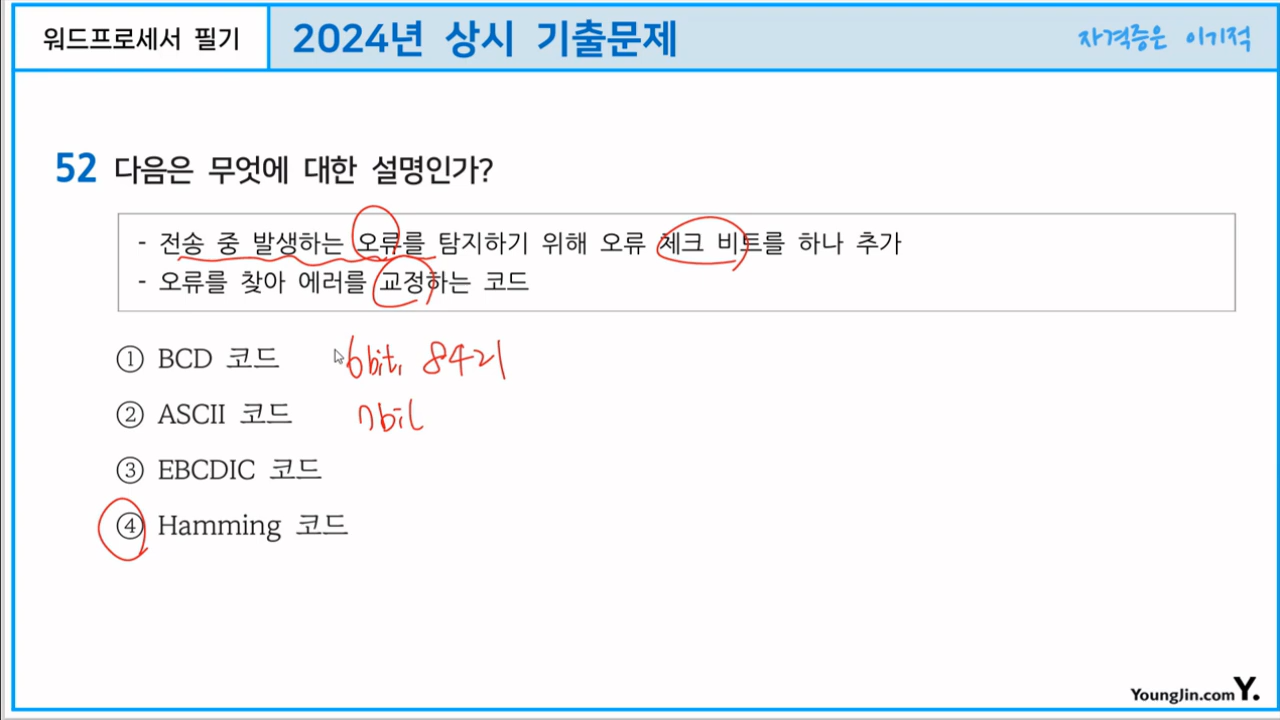 워드프로세서 필기
2024년 상시 기출문제
자격증은 이기적
52 다음은 무엇에 대한 설명인가?
- 전송 중 발생하는 오류를 탐지하기 위해 오류 체크 비트를 하나 추가
- 오류를 찾아 에러를 교정하는 코드
① BCD 코드 6bit, 8421
② ASCII 코드 7bit
③ EBCDIC 코드
④ Hamming 코드
YoungJin.com Y.